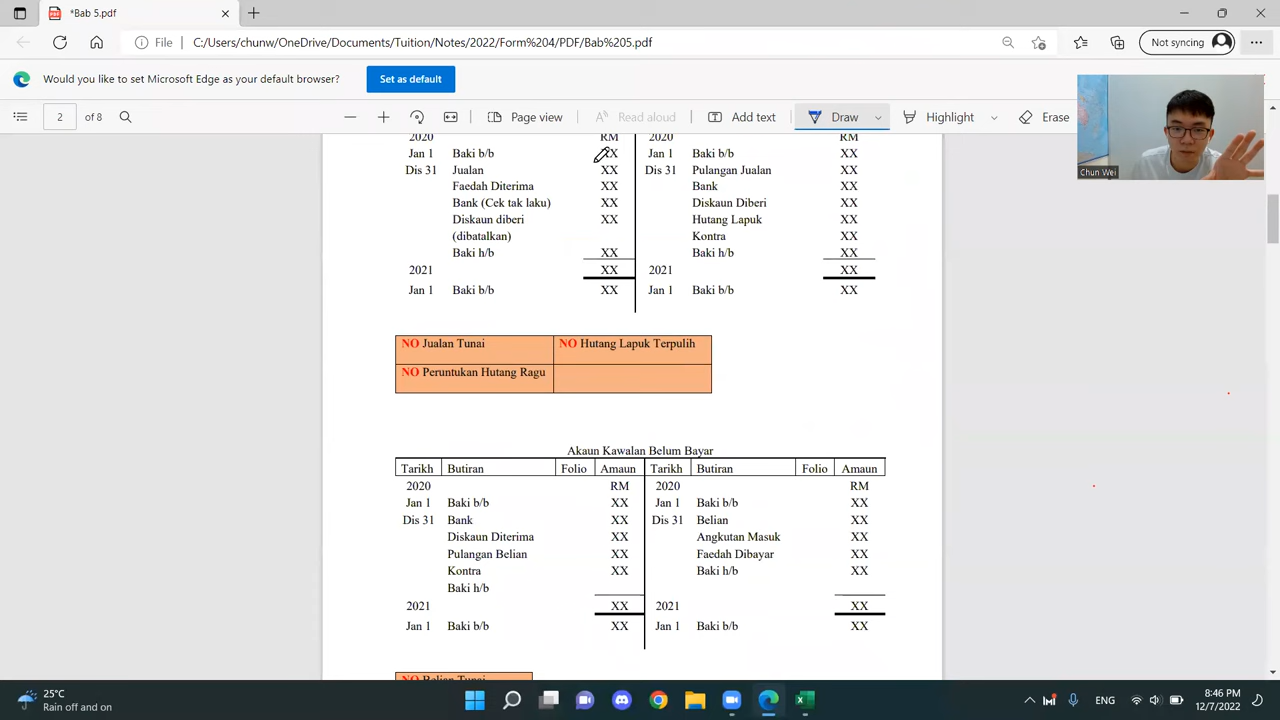 *Bab 5.pdf
File C:/Users/chunw/OneDrive/Documents/Tuition/Notes/2022/Form%204/PDF/Bab%205.pdf Not syncing
Would you like to set Microsoft Edge as your default browser? Set as default
2 of 8 Page view Read aloud Add text Draw Highlight Erase
Chun Wei
2020 RM 2020 RM
Jan 1 Baki b/b XX Jan 1 Baki b/b XX
Dis 31 Jualan XX Dis 31 Pulangan Jualan XX
Faedah Diterima XX Bank XX
Bank (Cek tak laku) XX Diskaun Diberi XX
Diskaun diberi XX Hutang Lapuk XX
(dibatalkan) Kontra XX
Baki h/b XX Baki h/b XX
2021 XX 2021 XX
Jan 1 Baki b/b XX Jan 1 Baki b/b XX
NO Jualan Tunai NO Hutang Lapuk Terpulih
NO Peruntukan Hutang Ragu
Akaun Kawalan Belum Bayar
Tarikh Butiran Folio Amaun Tarikh Butiran Folio Amaun
2020 RM 2020 RM
Jan 1 Baki b/b XX Jan 1 Baki b/b XX
Dis 31 Bank XX Dis 31 Belian XX
Diskaun Diterima XX Angkutan Masuk XX
Pulangan Belian XX Faedah Dibayar XX
Kontra XX Baki h/b XX
Baki h/b
2021 XX 2021 XX
Jan 1 Baki b/b XX Jan 1 Baki b/b XX
NO Belian Tunai
25°C
Rain off and on
ENG
8:46 PM
12/7/2022